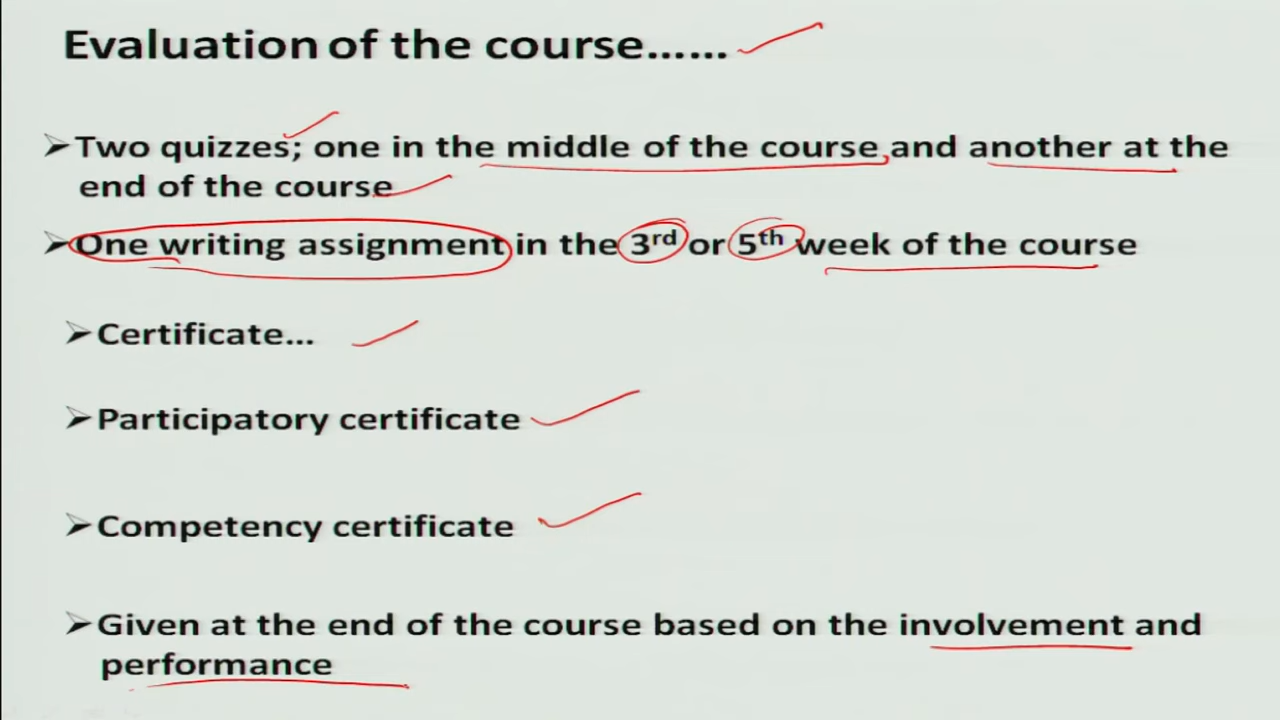 Evaluation of the course......
➢Two quizzes; one in the middle of the course and another at the
end of the course
➢One writing assignment in the 3rd or 5th week of the course
➢Certificate...
➢Participatory certificate
➢Competency certificate
➢Given at the end of the course based on the involvement and
performance